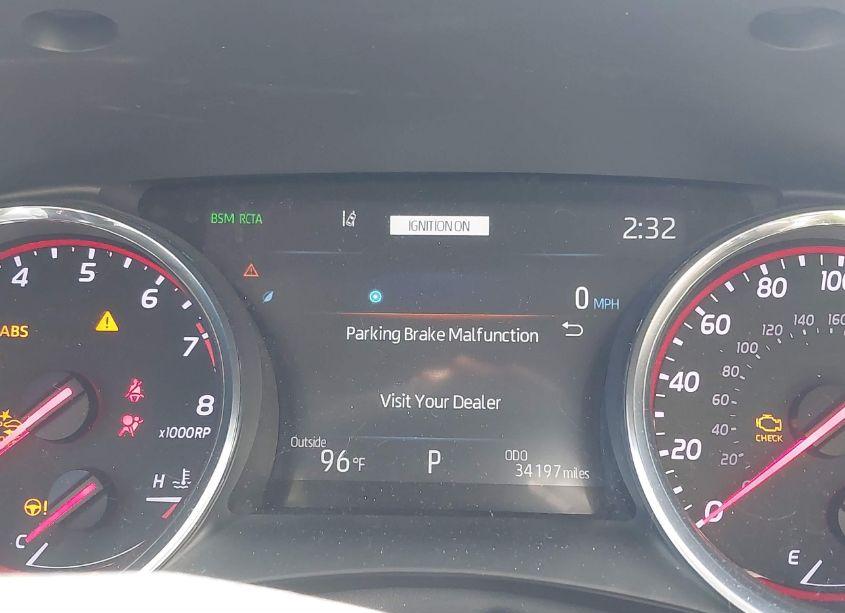 BSM RCTA
IGNITION ON
2:32
0 MPH
Parking Brake Malfunction
Visit Your Dealer
Outside
96°F
P
ODO
34197 miles
4
5
6
7
8
x1000RP
ABS
H
C
0
20
40
60
80
100
0
20
40
60
80
100
120
140
160
CHECK
E